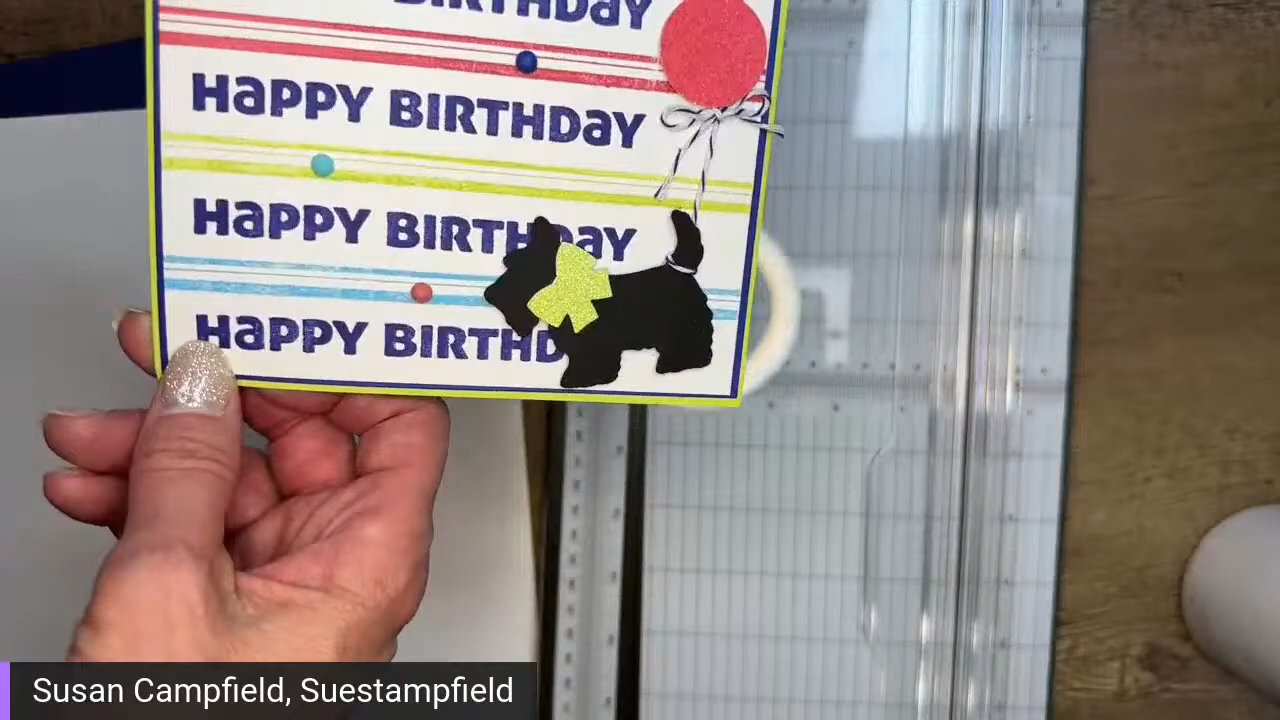 BIRTHDaY
HaPPY BIRTHDaY
HaPPY BIRTHDaY
HaPPY BIRTHD
Susan Campfield, Suestampfield